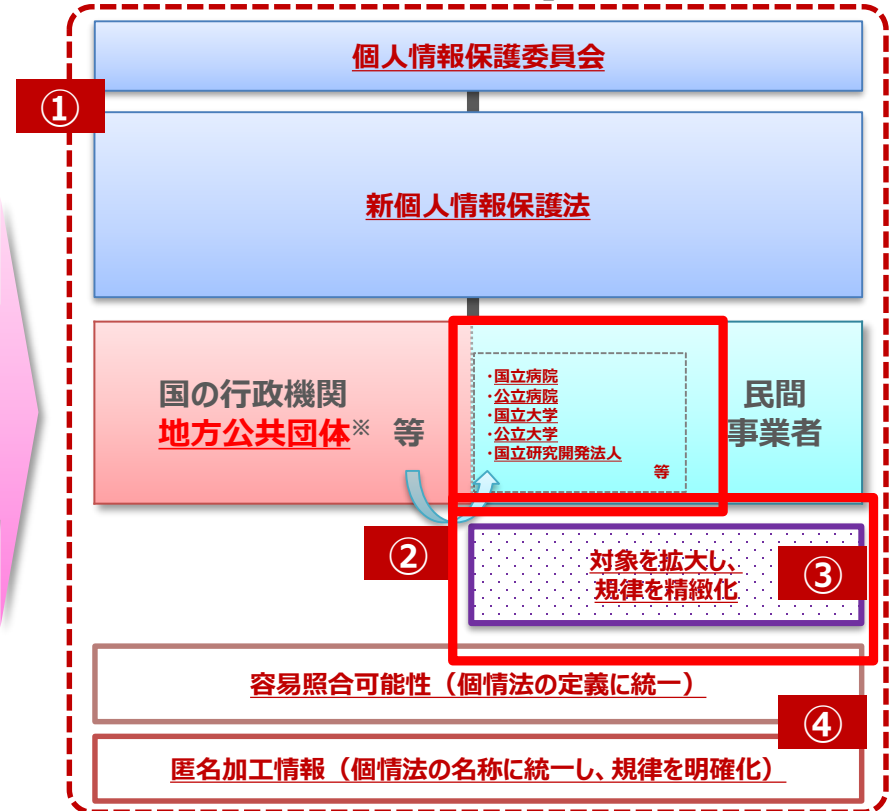 個人情報保護委員会
①
新個人情報保護法
国の行政機関
地方公共団体※ 等
・国立病院
・公立病院
・国立大学
・公立大学
・国立研究開発法人
等
民間
事業者
②
対象を拡大し、
規律を精緻化
③
容易照合可能性（個情法の定義に統一）
④
匿名加工情報（個情法の名称に統一し、規律を明確化）